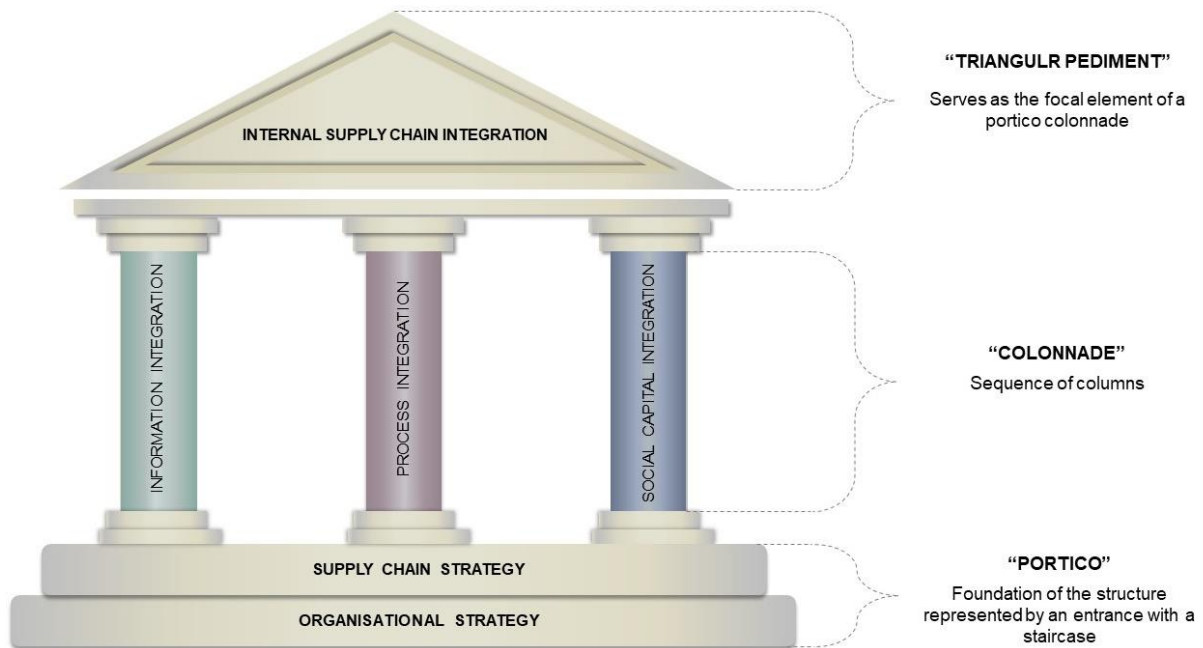 “TRIANGULR PEDIMENT”
Serves as the focal element of a
portico colonnade
INTERNAL SUPPLY CHAIN INTEGRATION
INFORMATION INTEGRATION
PROCESS INTEGRATION
SOCIAL CAPITAL INTEGRATION
“COLONNADE”
Sequence of columns
SUPPLY CHAIN STRATEGY
ORGANISATIONAL STRATEGY
“PORTICO”
Foundation of the structure
represented by an entrance with a
staircase